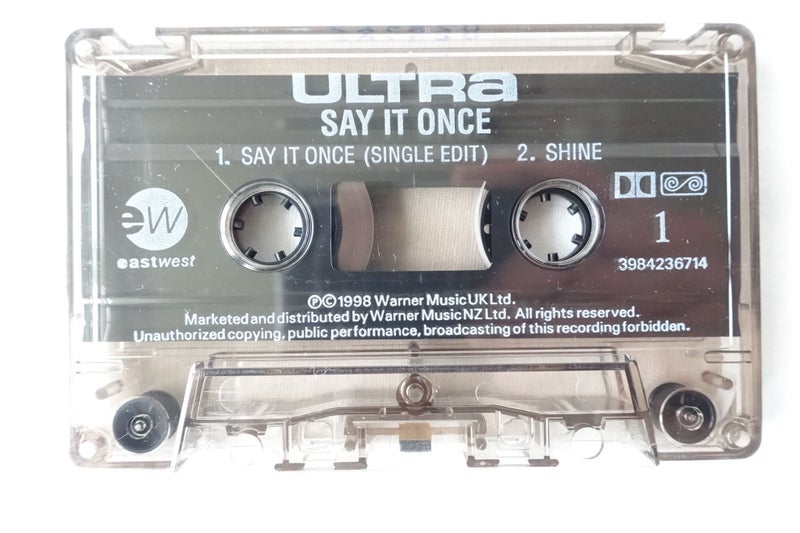 ULTRa
SAY IT ONCE
1. SAY IT ONCE (SINGLE EDIT) 2. SHINE
ew
eastwest
1
3984236714
℗©1998 Warner Music UK Ltd.
Marketed and distributed by Warner Music NZ Ltd. All rights reserved.
Unauthorized copying, public performance, broadcasting of this recording forbidden.